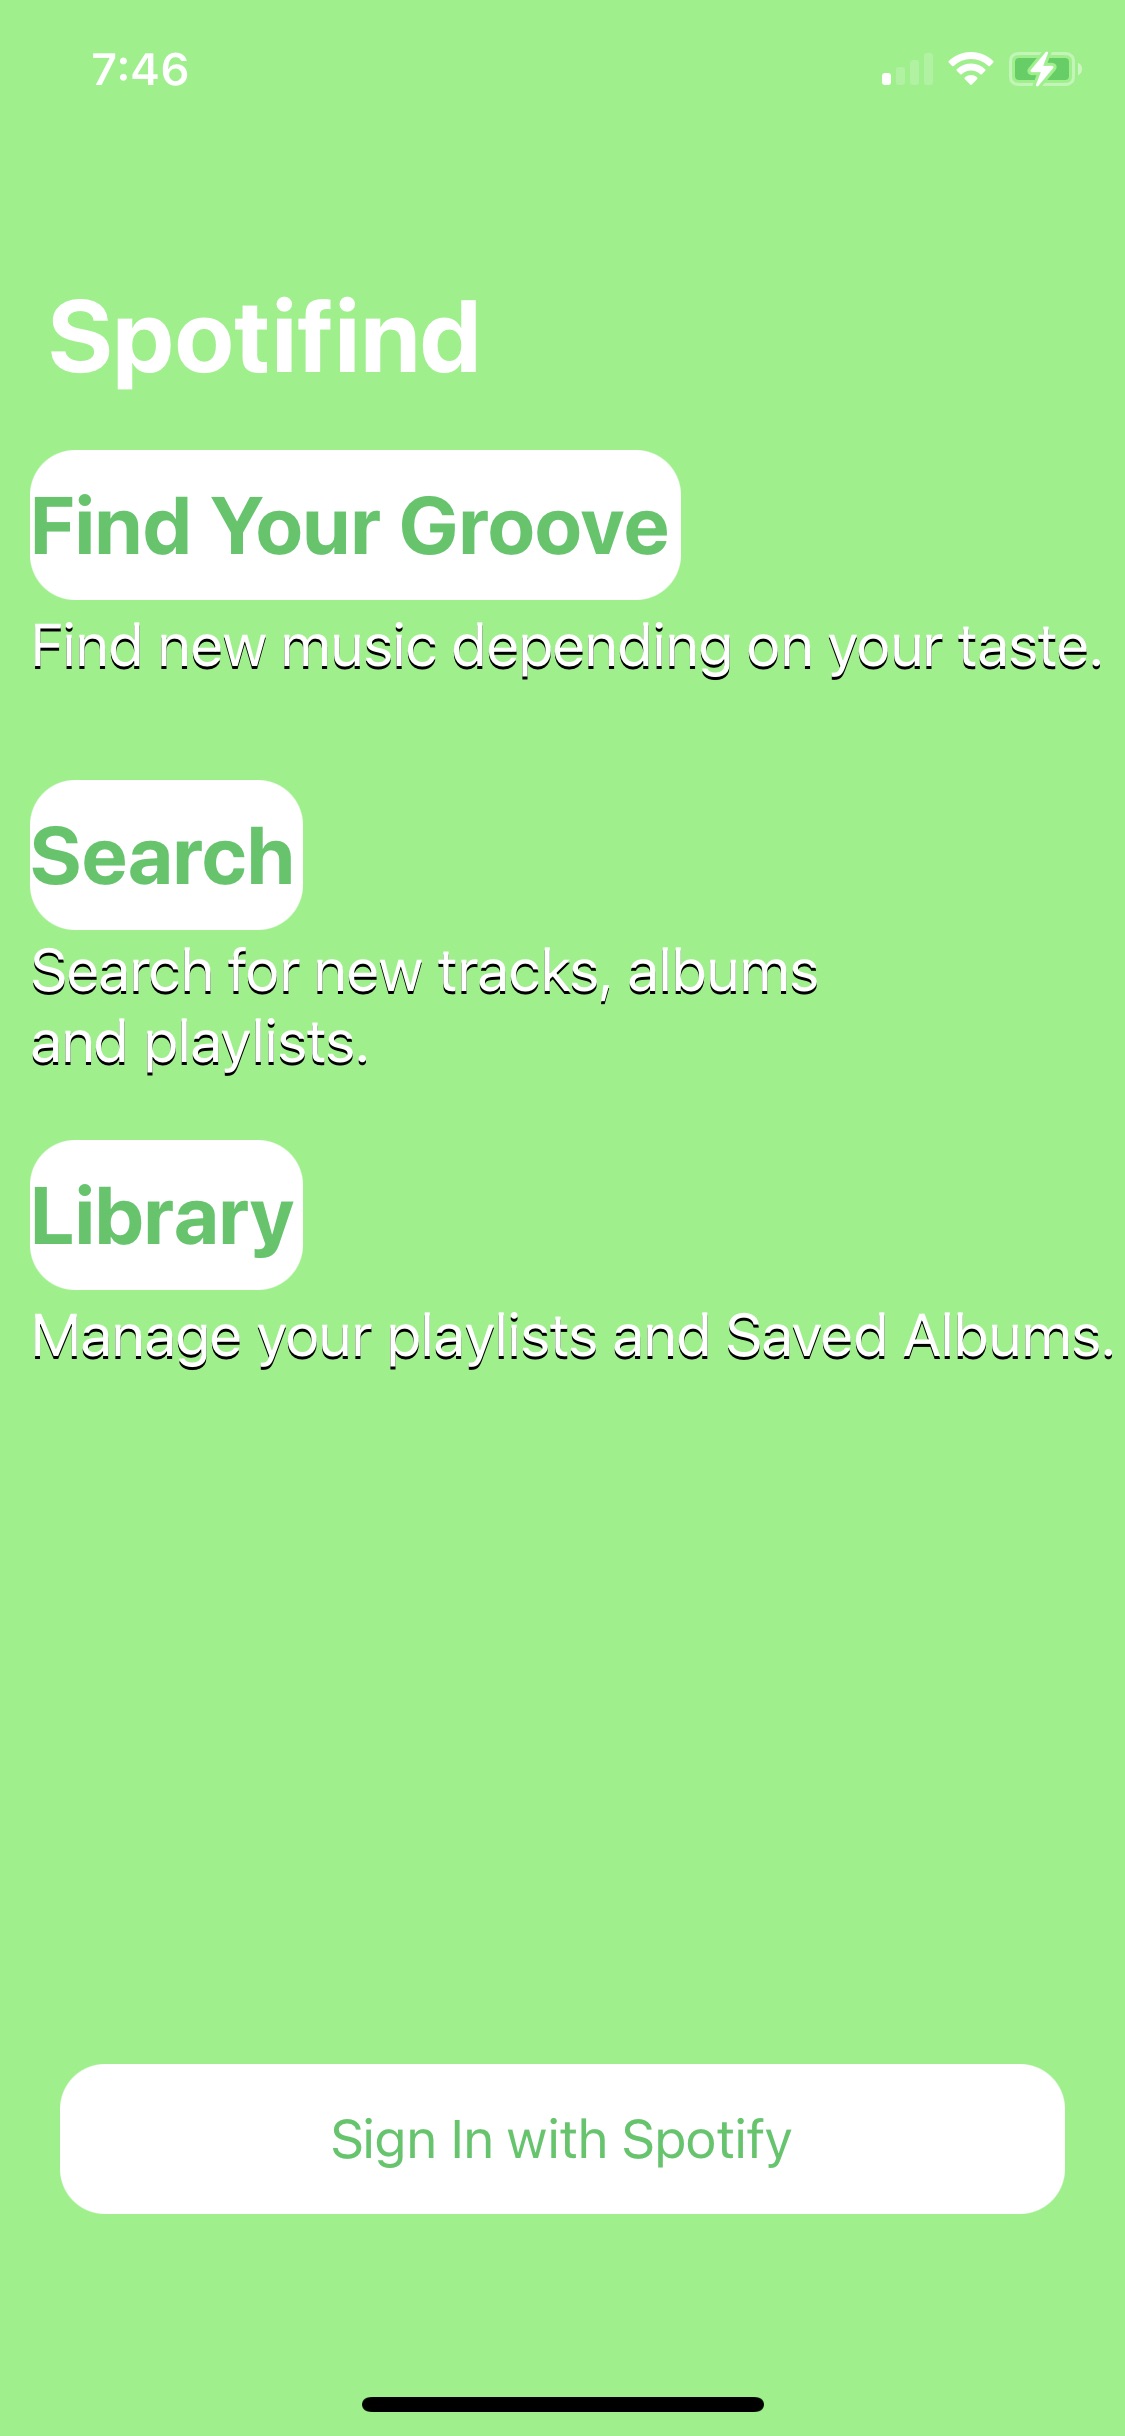 7:46
Spotifind
Find Your Groove
Find new music depending on your taste.
Search
Search for new tracks, albums
and playlists.
Library
Manage your playlists and Saved Albums.
Sign In with Spotify